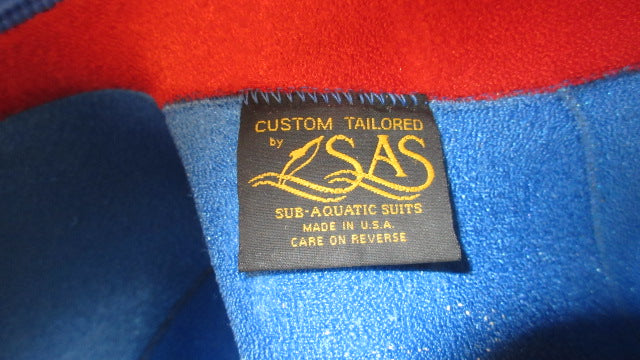 CUSTOM TAILORED
by SAS
SUB-AQUATIC SUITS
MADE IN U.S.A.
CARE ON REVERSE